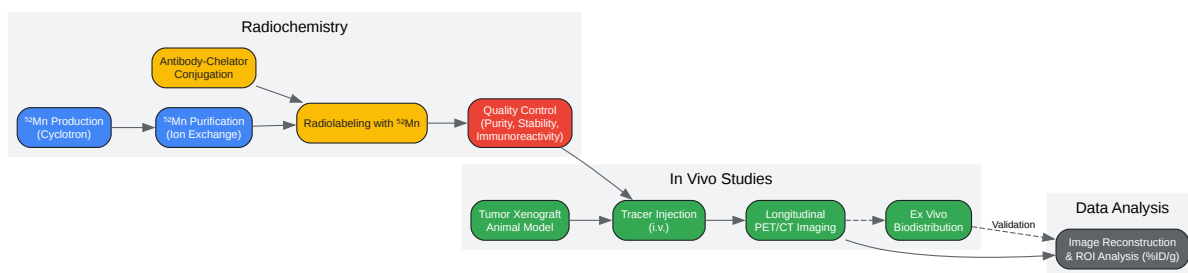 Radiochemistry
Antibody-Chelator
Conjugation
⁵²Mn Production
(Cyclotron)
⁵²Mn Purification
(Ion Exchange)
Radiolabeling with ⁵²Mn
Quality Control
(Purity, Stability,
Immunoreactivity)
In Vivo Studies
Tumor Xenograft
Animal Model
Tracer Injection
(i.v.)
Longitudinal
PET/CT Imaging
Ex Vivo
Biodistribution
Validation
Data Analysis
Image Reconstruction
& ROI Analysis (%ID/g)